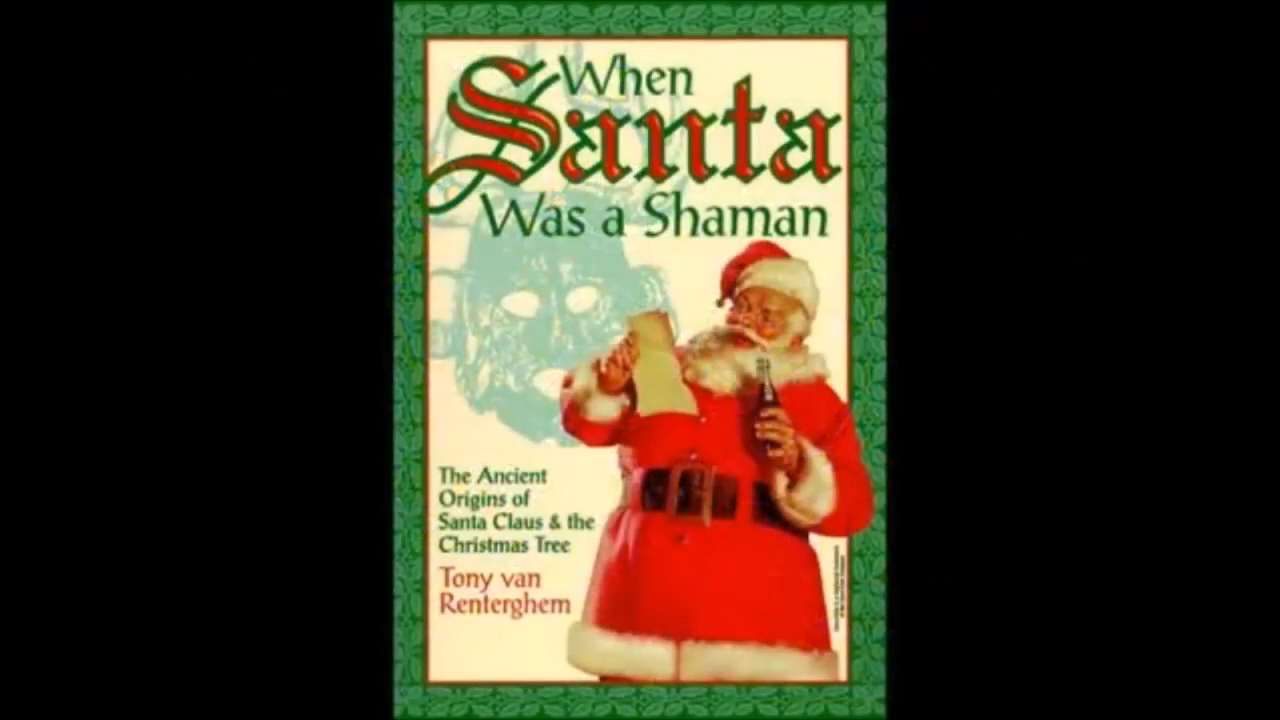 When
Santa
Was a Shaman
The Ancient
Origins of
Santa Claus & the
Christmas Tree
Tony van
Renterghem